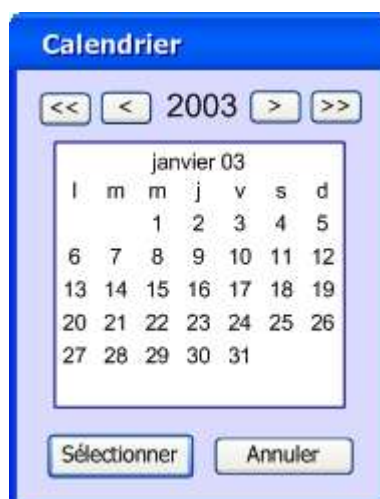 Calendrier
<< < 2003 > >>
janvier 03
l m m j v s d
1 2 3 4 5
6 7 8 9 10 11 12
13 14 15 16 17 18 19
20 21 22 23 24 25 26
27 28 29 30 31
Sélectionner Annuler